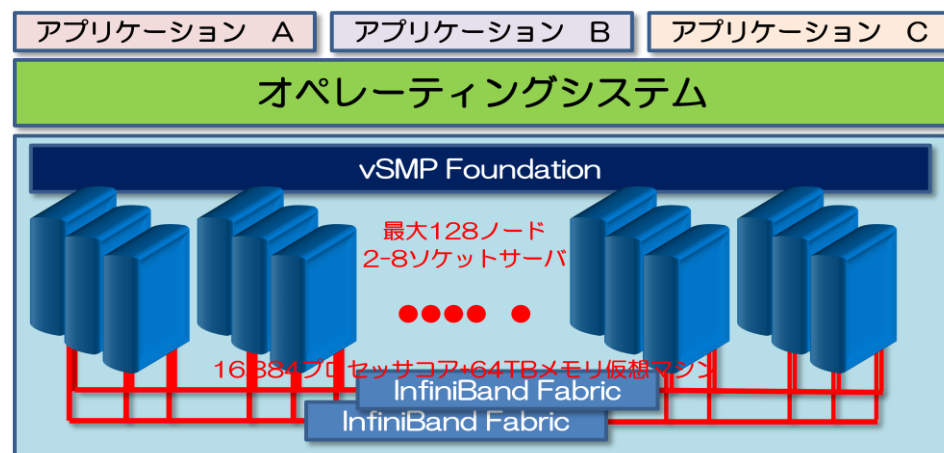 アプリケーション A
アプリケーション B
アプリケーション C
オペレーティングシステム
vSMP Foundation
最大128ノード
2-8ソケットサーバ
16384プロセッサコア+64TBメモリ仮想マシン
InfiniBand Fabric
InfiniBand Fabric